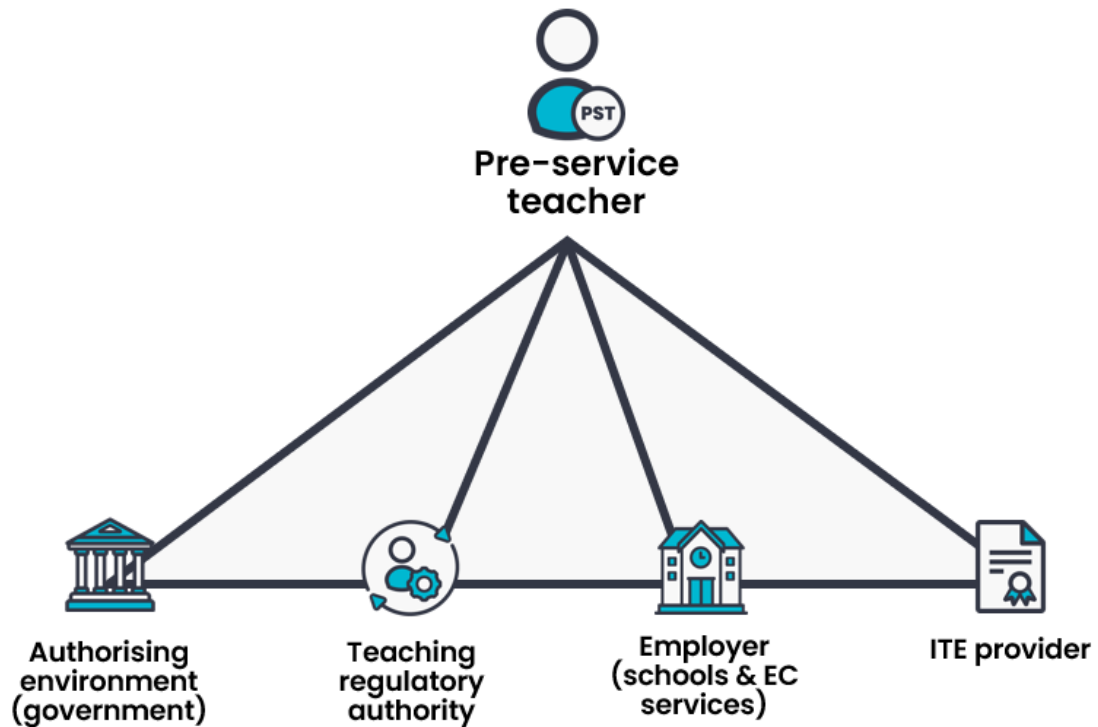 PST
Pre-service
teacher
Authorising
environment
(government)
Teaching
regulatory
authority
Employer
(schools & EC
services)
ITE provider